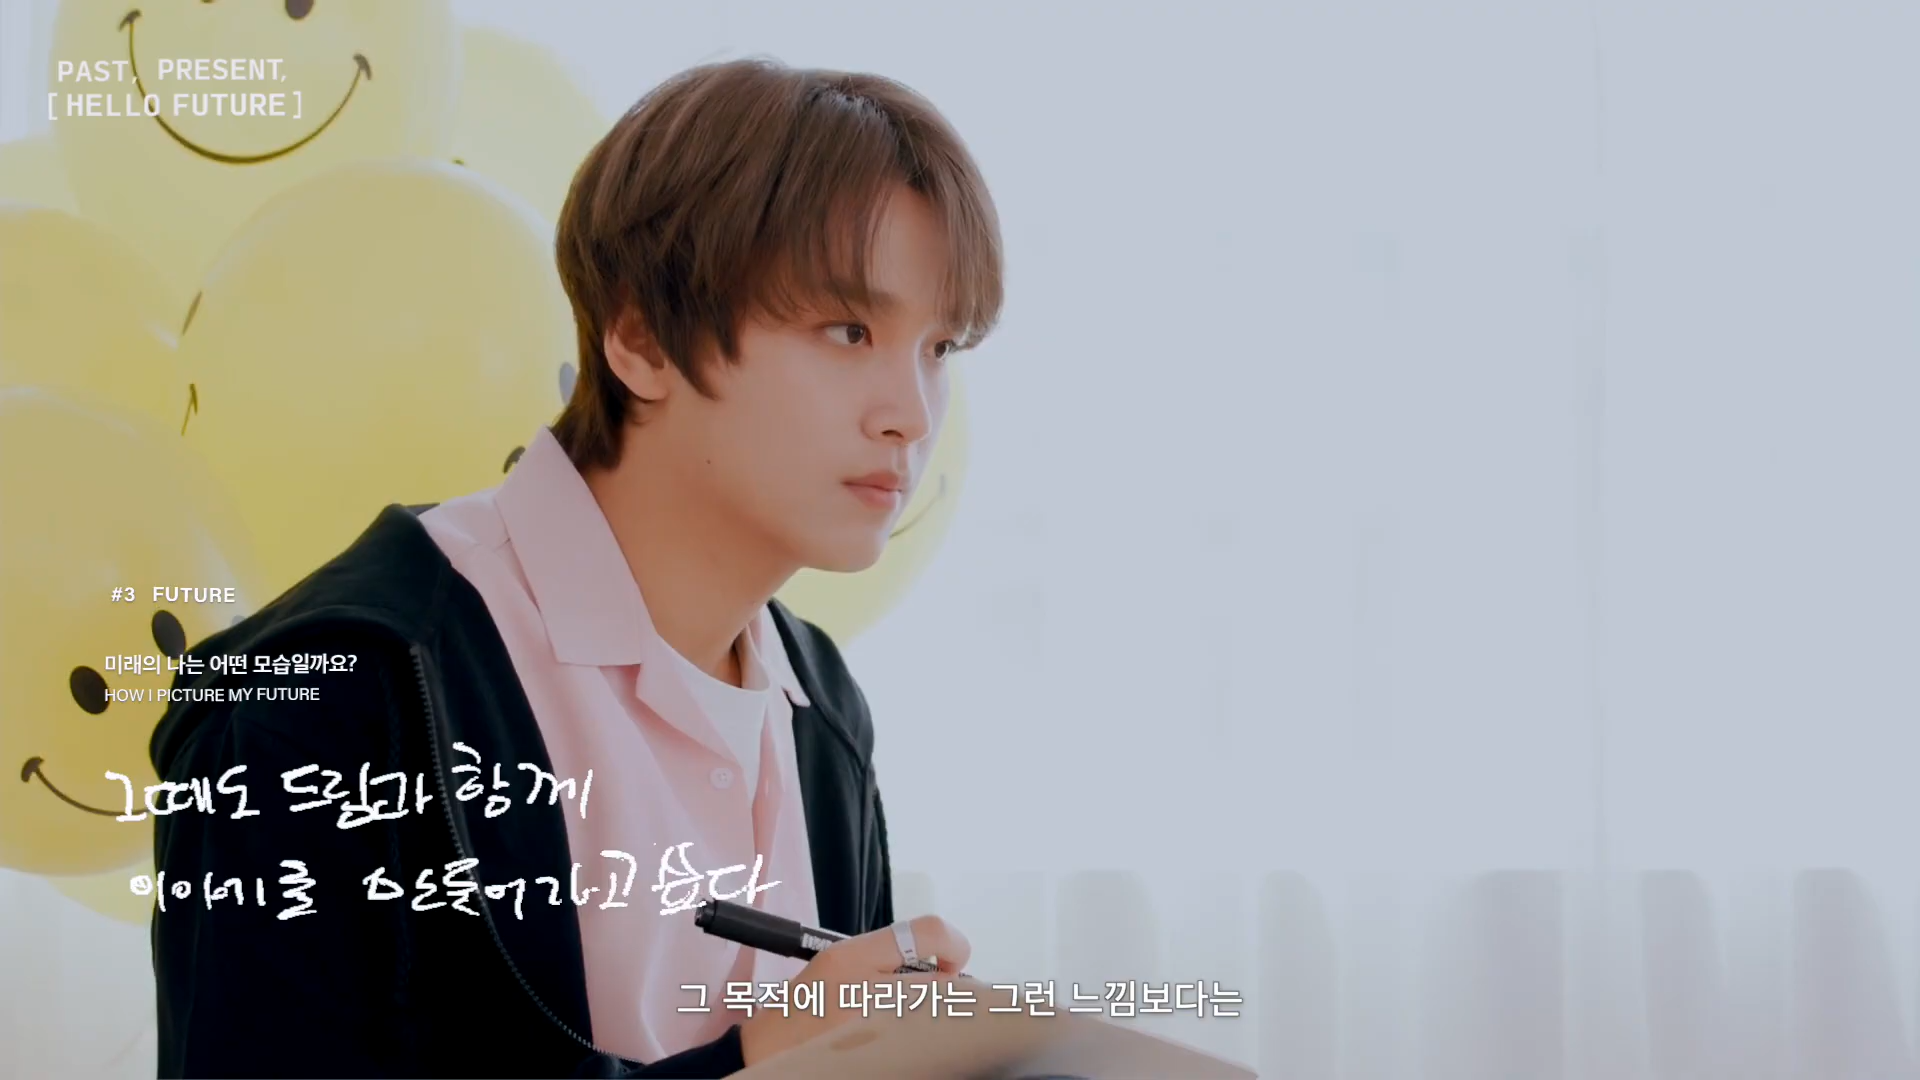 PAST, PRESENT,
[HELLO FUTURE]
#3 FUTURE
미래의 나는 어떤 모습일까요?
HOW I PICTURE MY FUTURE
그때도 드림과 함께
이야기를 만들어 가고 싶다
그 목적에 따라가는 그런 느낌보다는